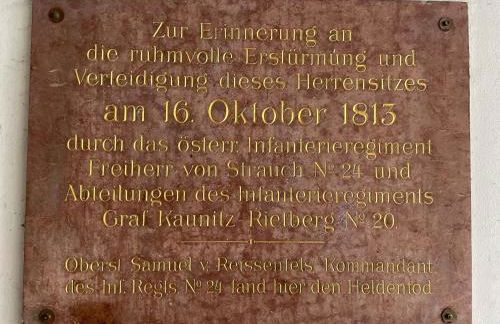 Zur Erinnerung an
die ruhmvolle Erstürmung und
Verteidigung dieses Herrensitzes
am 16. Oktober 1813
durch das österr. Infanterieregiment
Freiherr von Strauch No 24 und
Abteilungen des Infanterieregiments
Graf Kaunitz Rietberg No 20.
Oberst Samuel v. Reissenfels, Kommandant
des Inf. Regts. No 24 fand hier den Heldentod